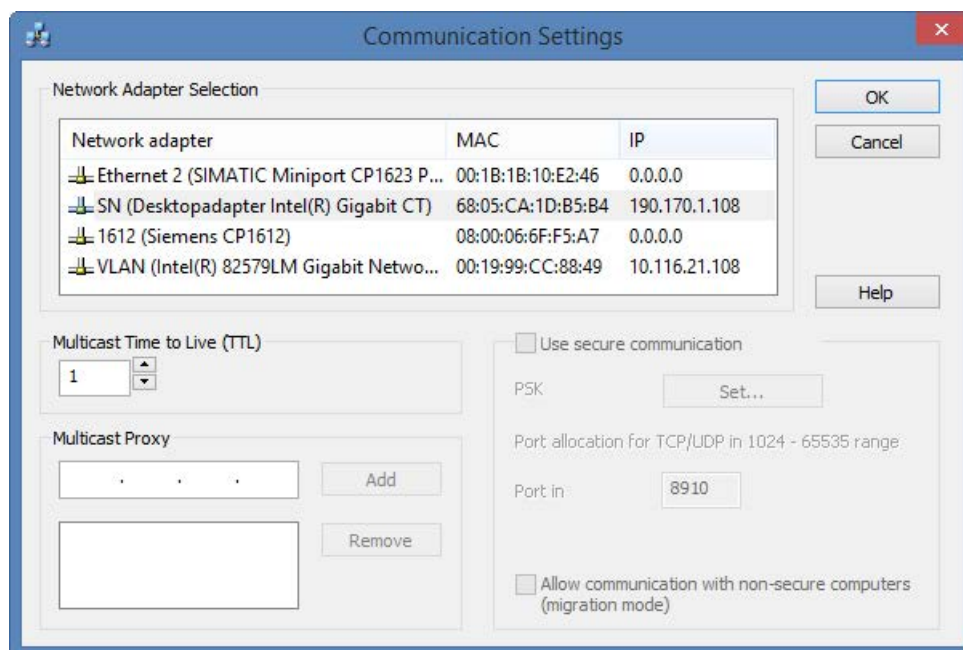 Communication Settings
Network Adapter Selection
Network adapter MAC IP
Ethernet 2 (SIMATIC Miniport CP1623 P... 00:1B:1B:10:E2:46 0.0.0.0
SN (Desktopadapter Intel(R) Gigabit CT) 68:05:CA:1D:B5:B4 190.170.1.108
1612 (Siemens CP1612) 08:00:06:6F:F5:A7 0.0.0.0
VLAN (Intel(R) 82579LM Gigabit Netwo... 00:19:99:CC:88:49 10.116.21.108
OK
Cancel
Help
Multicast Time to Live (TTL)
1
Multicast Proxy
. . .
Add
Remove
Use secure communication
PSK
Set...
Port allocation for TCP/UDP in 1024 - 65535 range
Port in 8910
Allow communication with non-secure computers
(migration mode)